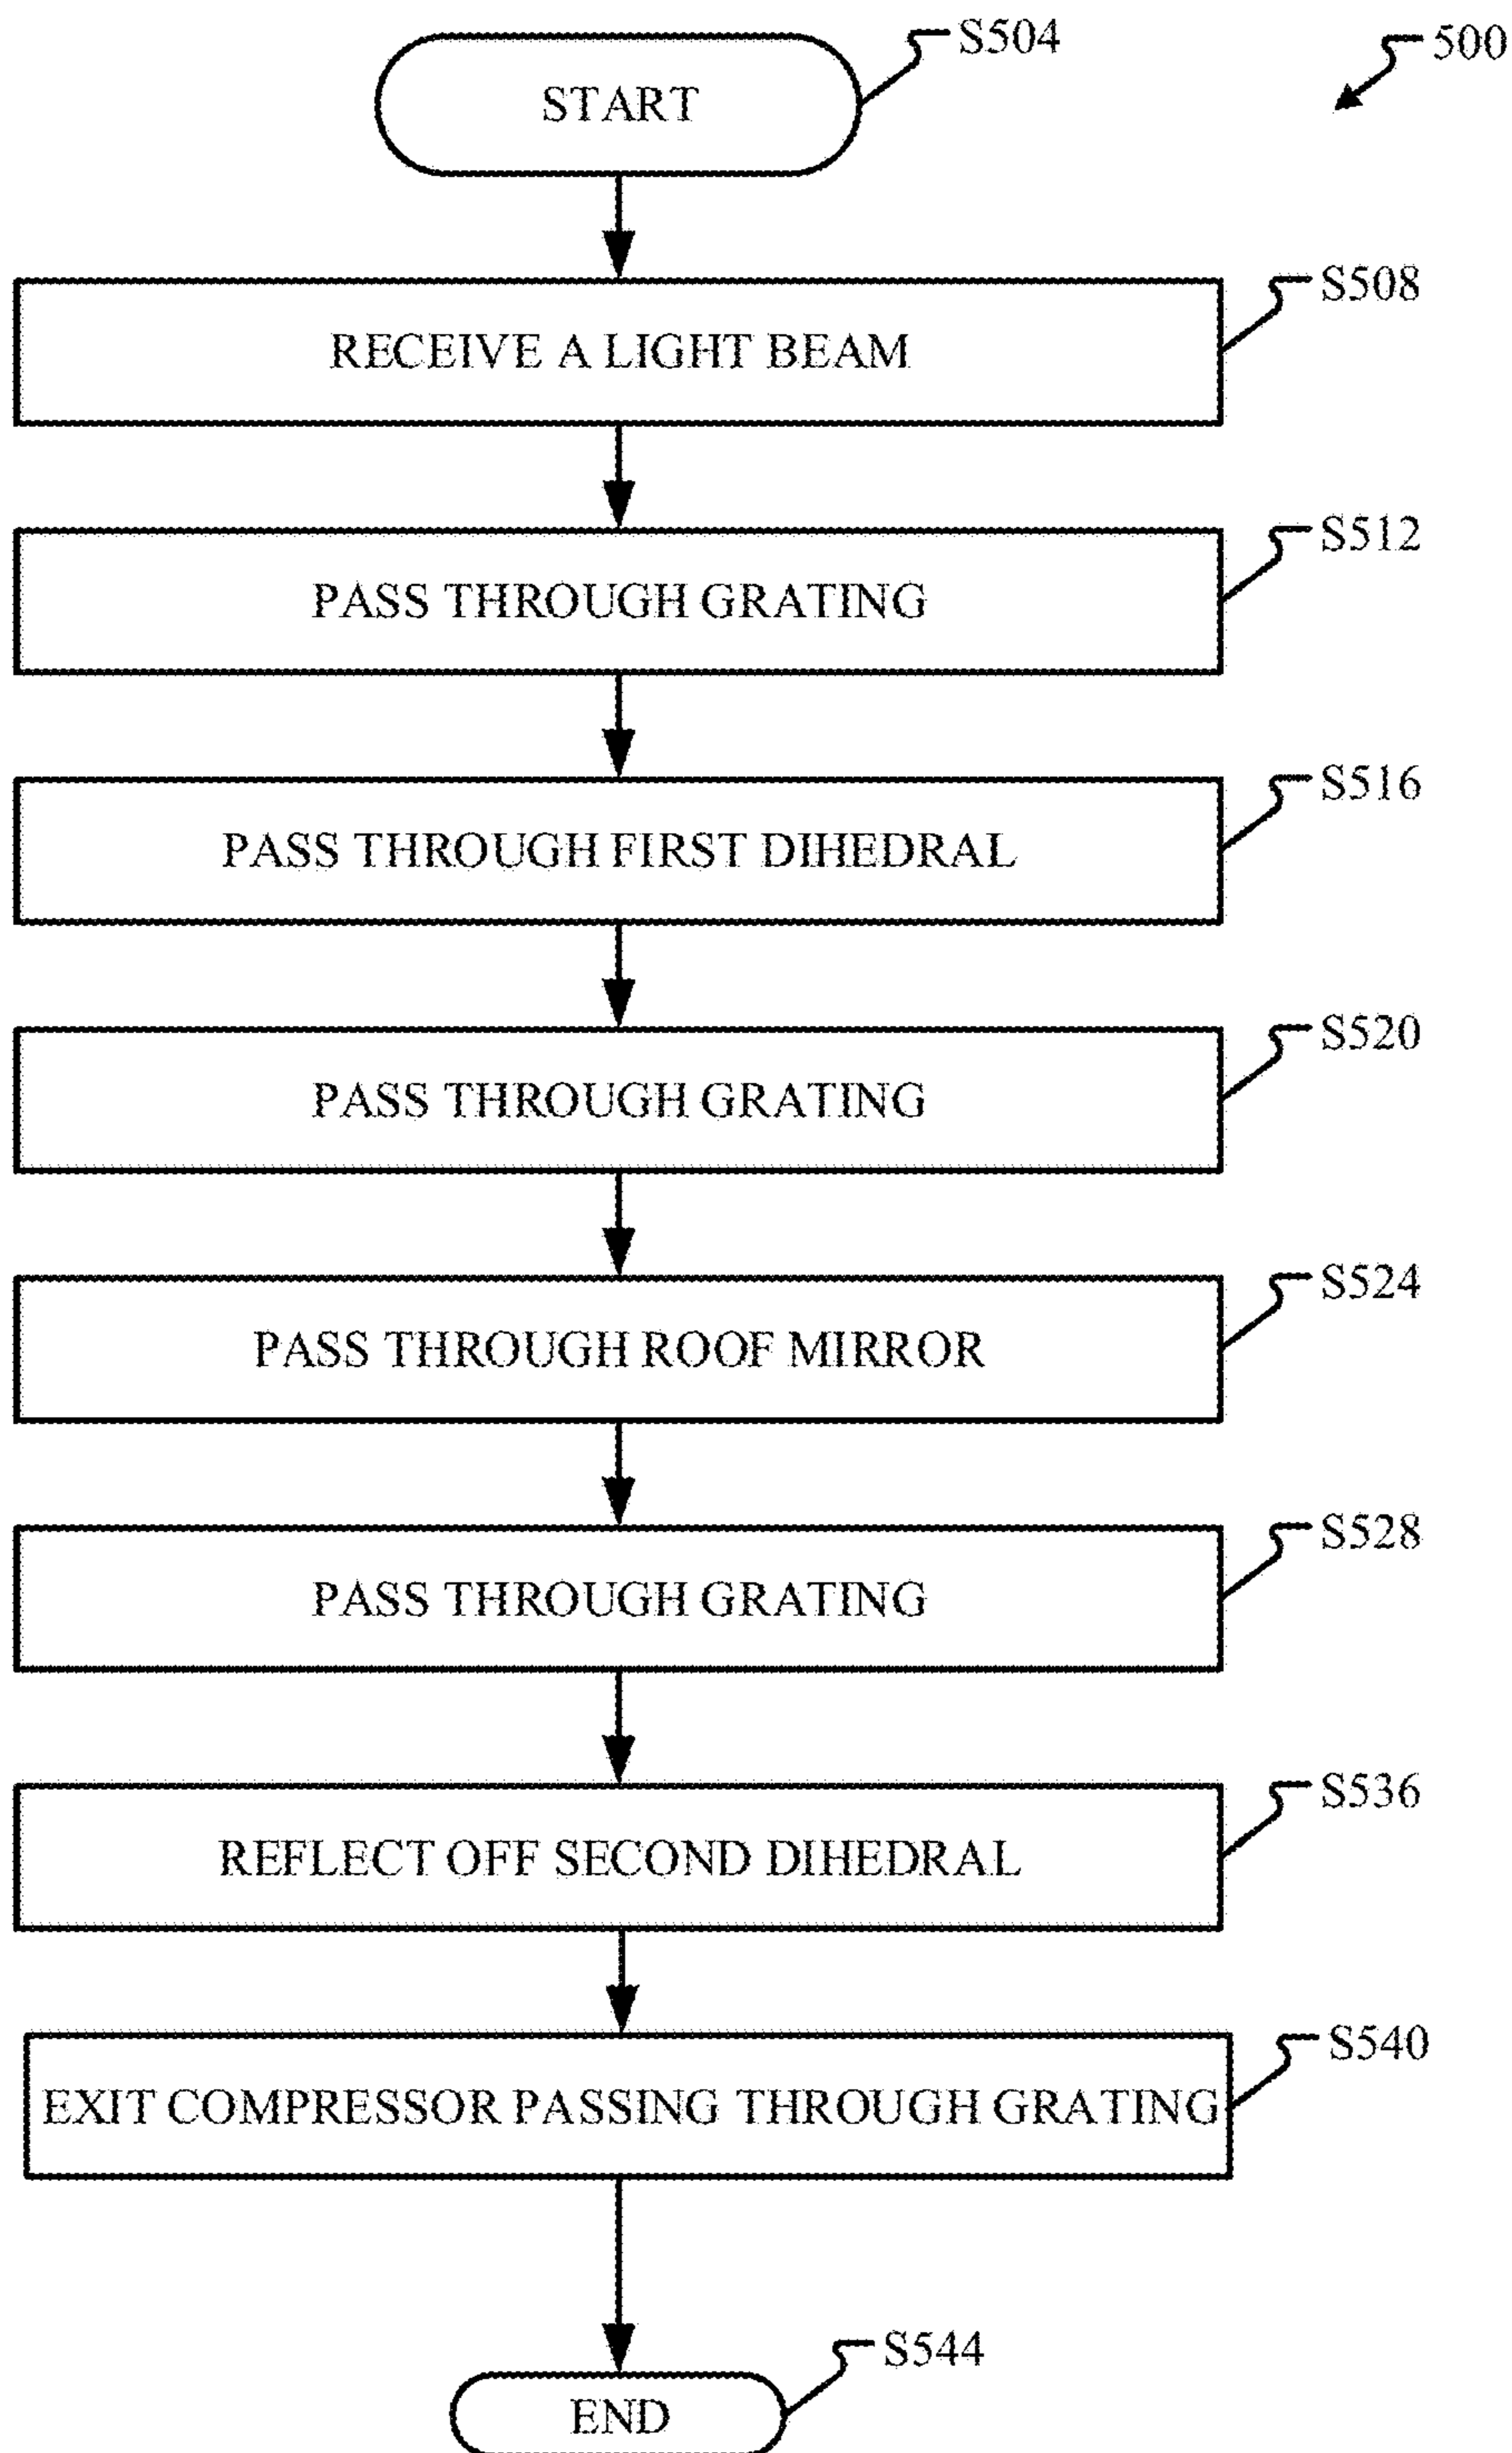 S504
500
START
S508
RECEIVE A LIGHT BEAM
S512
PASS THROUGH GRATING
S516
PASS THROUGH FIRST DIHEDRAL
S520
PASS THROUGH GRATING
S524
PASS THROUGH ROOF MIRROR
S528
PASS THROUGH GRATING
S536
REFLECT OFF SECOND DIHEDRAL
S540
EXIT COMPRESSOR PASSING THROUGH GRATING
S544
END